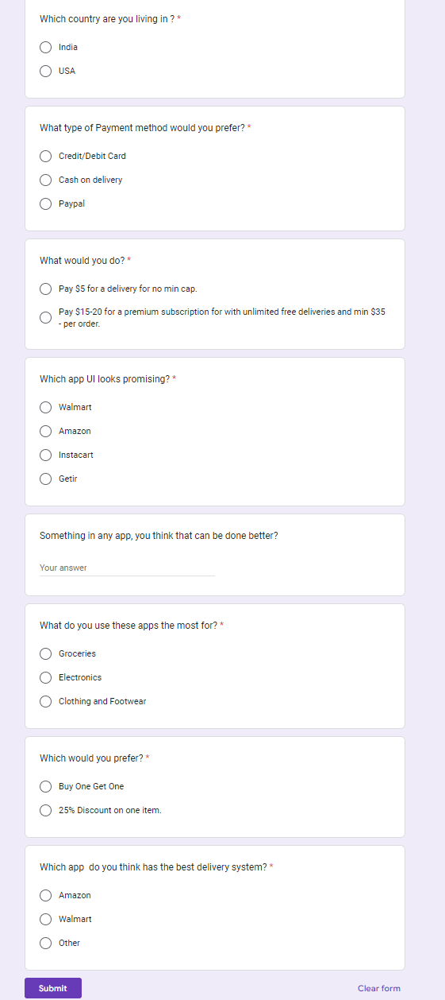 Which country are you living in ? *
India
USA
What type of Payment method would you prefer? *
Credit/Debit Card
Cash on delivery
Paypal
What would you do? *
Pay $5 for a delivery for no min cap.
Pay $15-20 for a premium subscription for with unlimited free deliveries and min $35
- per order.
Which app UI looks promising? *
Walmart
Amazon
Instacart
Getir
Something in any app, you think that can be done better?
Your answer
What do you use these apps the most for? *
Groceries
Electronics
Clothing and Footwear
Which would you prefer? *
Buy One Get One
25% Discount on one item.
Which app  do you think has the best delivery system? *
Amazon
Walmart
Other
Submit
Clear form